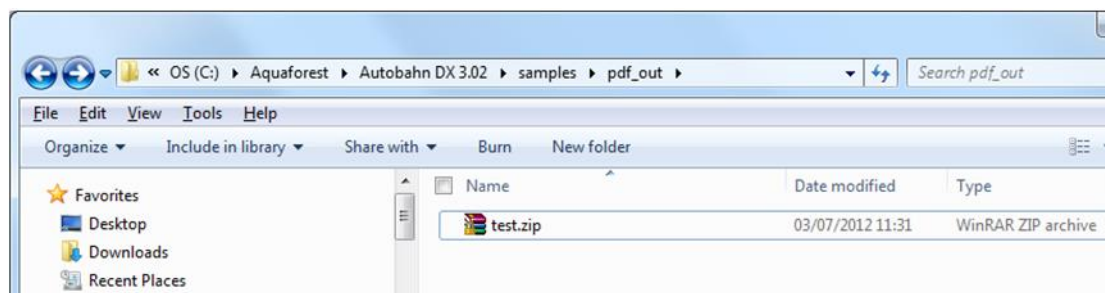 « OS (C:) ▸ Aquaforest ▸ Autobahn DX 3.02 ▸ samples ▸ pdf_out ▸ Search pdf_out
File Edit View Tools Help
Organize Include in library Share with Burn New folder
Favorites Name Date modified Type
Desktop test.zip 03/07/2012 11:31 WinRAR ZIP archive
Downloads
Recent Places